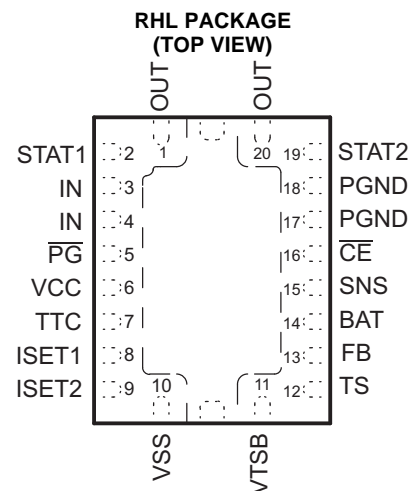 RHL PACKAGE
(TOP VIEW)
OUT OUT
STAT1 2 1 20 19 STAT2
IN 3 18 PGND
IN 4 17 PGND
PG 5 16 CE
VCC 6 15 SNS
TTC 7 14 BAT
ISET1 8 13 FB
ISET2 9 10 11 12 TS
VSS VTSB